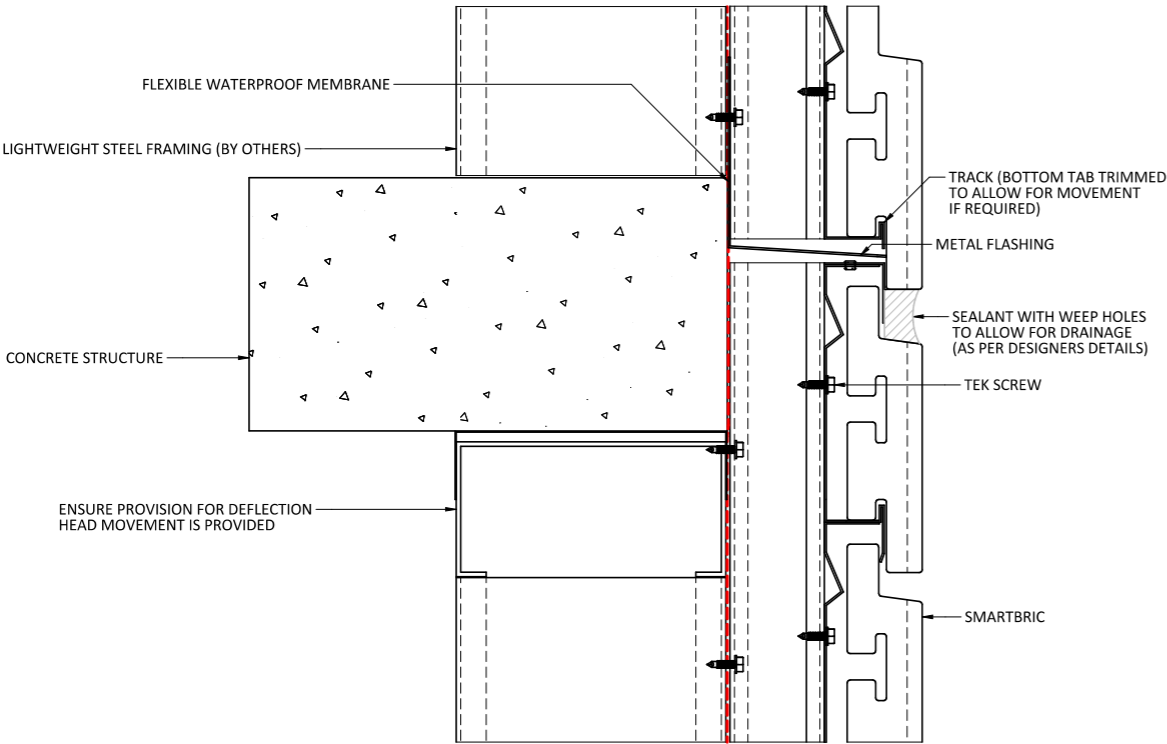 FLEXIBLE WATERPROOF MEMBRANE
LIGHTWEIGHT STEEL FRAMING (BY OTHERS)
TRACK (BOTTOM TAB TRIMMED
TO ALLOW FOR MOVEMENT
IF REQUIRED)
METAL FLASHING
SEALANT WITH WEEP HOLES
TO ALLOW FOR DRAINAGE
(AS PER DESIGNERS DETAILS)
CONCRETE STRUCTURE
TEK SCREW
ENSURE PROVISION FOR DEFLECTION
HEAD MOVEMENT IS PROVIDED
SMARTBRIC